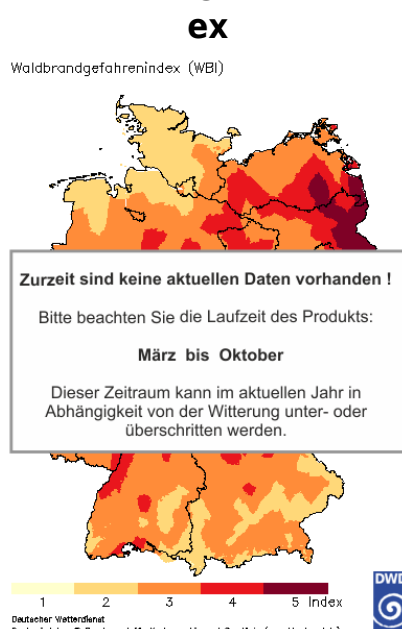 ex
Waldbrandgefahrenindex (WBI)
Zurzeit sind keine aktuellen Daten vorhanden !
Bitte beachten Sie die Laufzeit des Produkts:
März bis Oktober
Dieser Zeitraum kann im aktuellen Jahr in
Abhängigkeit von der Witterung unter- oder
überschritten werden.
1 2 3 4 5 Index
DWD
Deutscher Wetterdienst